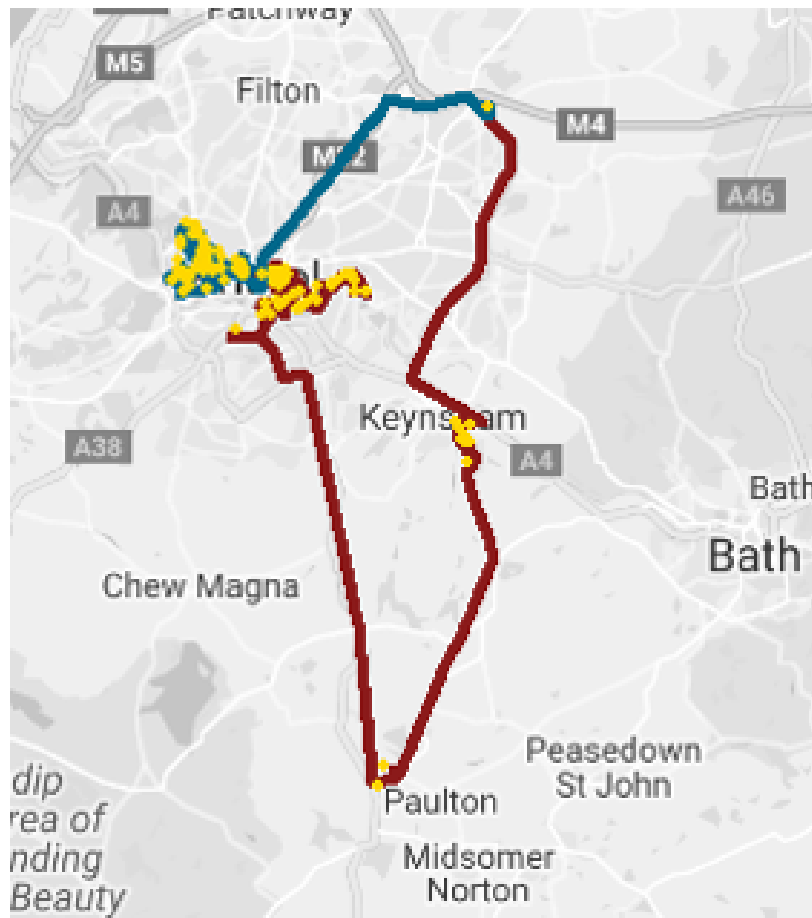 Patchway
M5
Filton
M4
A4
A46
Keynsham
A38
A4
Bath
Chew Magna
Bath
Peasedown
St John
dip
rea of
nding
Beauty
Paulton
Midsomer
Norton